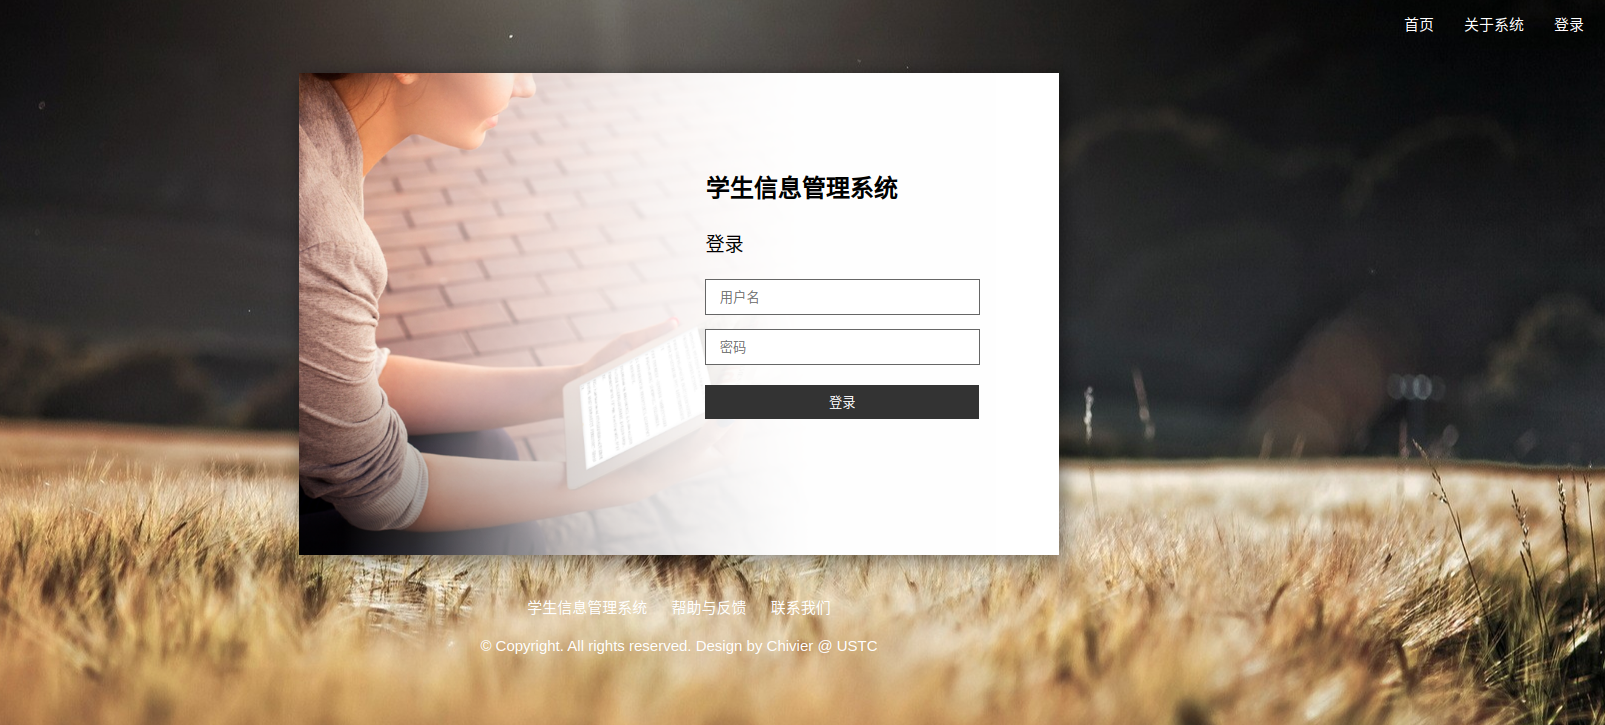 首页 关于系统 登录
学生信息管理系统
登录
用户名
密码
登录
学生信息管理系统 帮助与反馈 联系我们
© Copyright. All rights reserved. Design by Chivier @ USTC